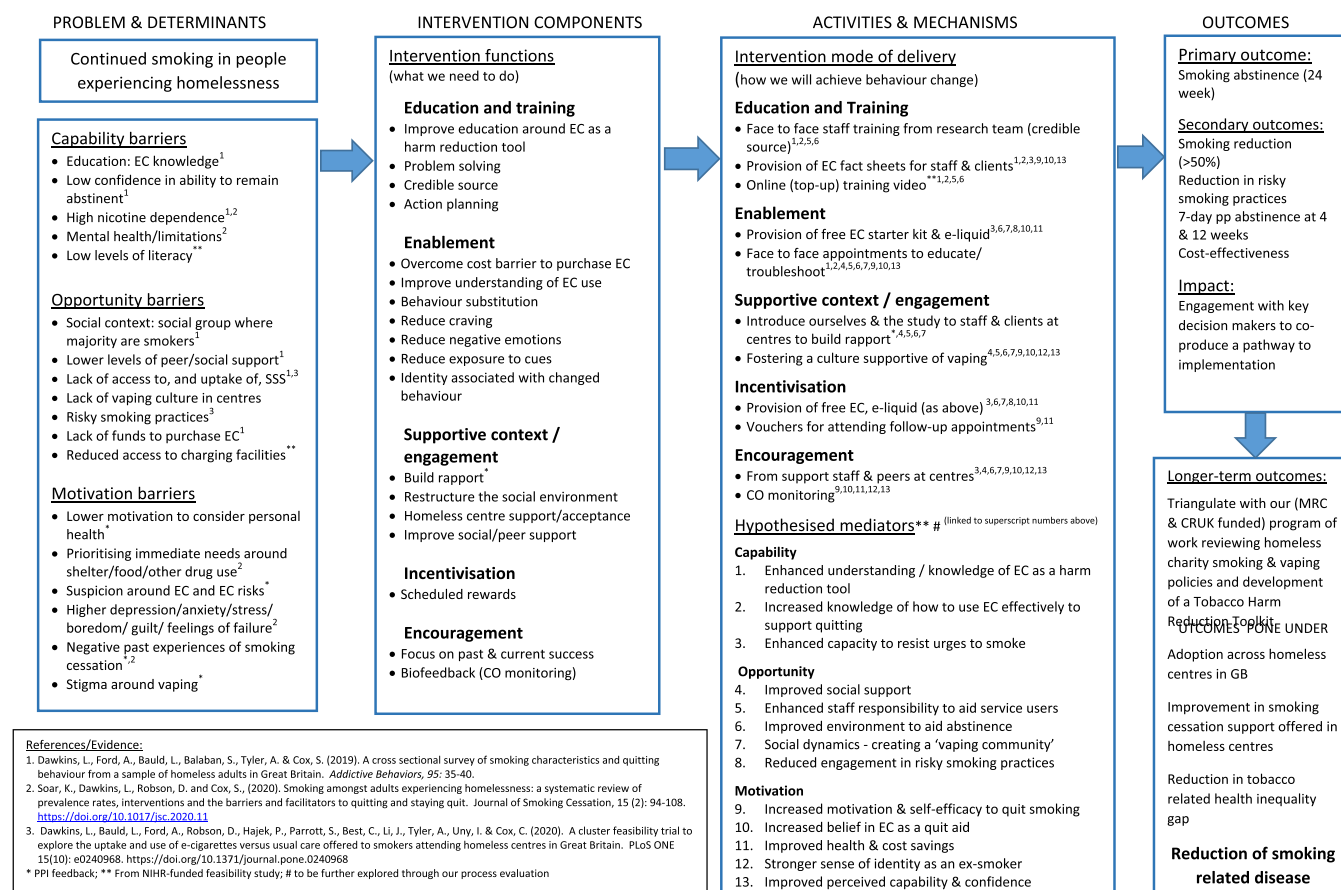 PROBLEM & DETERMINANTS
Continued smoking in people
experiencing homelessness
Capability barriers
• Education: EC knowledge1
• Low confidence in ability to remain
abstinent1
• High nicotine dependence1,2
• Mental health/limitations2
• Low levels of literacy**
Opportunity barriers
• Social context: social group where
majority are smokers1
• Lower levels of peer/social support1
• Lack of access to, and uptake of, SSS1,3
• Lack of vaping culture in centres
• Risky smoking practices3
• Lack of funds to purchase EC1
• Reduced access to charging facilities**
Motivation barriers
• Lower motivation to consider personal
health*
• Prioritising immediate needs around
shelter/food/other drug use2
• Suspicion around EC and EC risks*
• Higher depression/anxiety/stress/
boredom/ guilt/ feelings of failure2
• Negative past experiences of smoking
cessation*,2
• Stigma around vaping*
INTERVENTION COMPONENTS
Intervention functions
(what we need to do)
Education and training
• Improve education around EC as a
harm reduction tool
• Problem solving
• Credible source
• Action planning
Enablement
• Overcome cost barrier to purchase EC
• Improve understanding of EC use
• Behaviour substitution
• Reduce craving
• Reduce negative emotions
• Reduce exposure to cues
• Identity associated with changed
behaviour
Supportive context /
engagement
• Build rapport*
• Restructure the social environment
• Homeless centre support/acceptance
• Improve social/peer support
Incentivisation
• Scheduled rewards
Encouragement
• Focus on past & current success
• Biofeedback (CO monitoring)
ACTIVITIES & MECHANISMS
Intervention mode of delivery
(how we will achieve behaviour change)
Education and Training
• Face to face staff training from research team (credible
source)1,2,5,6
• Provision of EC fact sheets for staff & clients1,2,3,9,10,13
• Online (top-up) training video**1,2,5,6
Enablement
• Provision of free EC starter kit & e-liquid3,6,7,8,10,11
• Face to face appointments to educate/
troubleshoot1,2,4,5,6,7,9,10,13
Supportive context / engagement
• Introduce ourselves & the study to staff & clients at
centres to build rapport*,4,5,6,7
• Fostering a culture supportive of vaping4,5,6,7,9,10,12,13
Incentivisation
• Provision of free EC, e-liquid (as above) 3,6,7,8,10,11
• Vouchers for attending follow-up appointments9,11
Encouragement
• From support staff & peers at centres3,4,6,7,9,10,12,13
• CO monitoring9,10,11,12,13
Hypothesised mediators** # (linked to superscript numbers above)
Capability
1. Enhanced understanding / knowledge of EC as a harm
reduction tool
2. Increased knowledge of how to use EC effectively to
support quitting
3. Enhanced capacity to resist urges to smoke
Opportunity
4. Improved social support
5. Enhanced staff responsibility to aid service users
6. Improved environment to aid abstinence
7. Social dynamics - creating a ‘vaping community’
8. Reduced engagement in risky smoking practices
Motivation
9. Increased motivation & self-efficacy to quit smoking
10. Increased belief in EC as a quit aid
11. Improved health & cost savings
12. Stronger sense of identity as an ex-smoker
13. Improved perceived capability & confidence
OUTCOMES
Primary outcome:
Smoking abstinence (24
week)
Secondary outcomes:
Smoking reduction
(>50%)
Reduction in risky
smoking practices
7-day pp abstinence at 4
& 12 weeks
Cost-effectiveness
Impact:
Engagement with key
decision makers to co-
produce a pathway to
implementation
Longer-term outcomes:
Triangulate with our (MRC
& CRUK funded) program of
work reviewing homeless
charity smoking & vaping
policies and development
of a Tobacco Harm
Reduction Toolkit
UTCOMES PONE UNDER
Adoption across homeless
centres in GB
Improvement in smoking
cessation support offered in
homeless centres
Reduction in tobacco
related health inequality
gap
Reduction of smoking
related disease
References/Evidence:
1. Dawkins, L., Ford, A., Bauld, L., Balaban, S., Tyler, A. & Cox, S. (2019). A cross sectional survey of smoking characteristics and quitting
behaviour from a sample of homeless adults in Great Britain. Addictive Behaviors, 95: 35-40.
2. Soar, K., Dawkins, L., Robson, D. and Cox, S., (2020). Smoking amongst adults experiencing homelessness: a systematic review of
prevalence rates, interventions and the barriers and facilitators to quitting and staying quit. Journal of Smoking Cessation, 15 (2): 94-108.
https://doi.org/10.1017/jsc.2020.11
3. Dawkins, L., Bauld, L., Ford, A., Robson, D., Hajek, P., Parrott, S., Best, C., Li, J., Tyler, A., Uny, I. & Cox, C. (2020). A cluster feasibility trial to
explore the uptake and use of e-cigarettes versus usual care offered to smokers attending homeless centres in Great Britain. PLoS ONE
15(10): e0240968. https://doi.org/10.1371/journal.pone.0240968
* PPI feedback; ** From NIHR-funded feasibility study; # to be further explored through our process evaluation